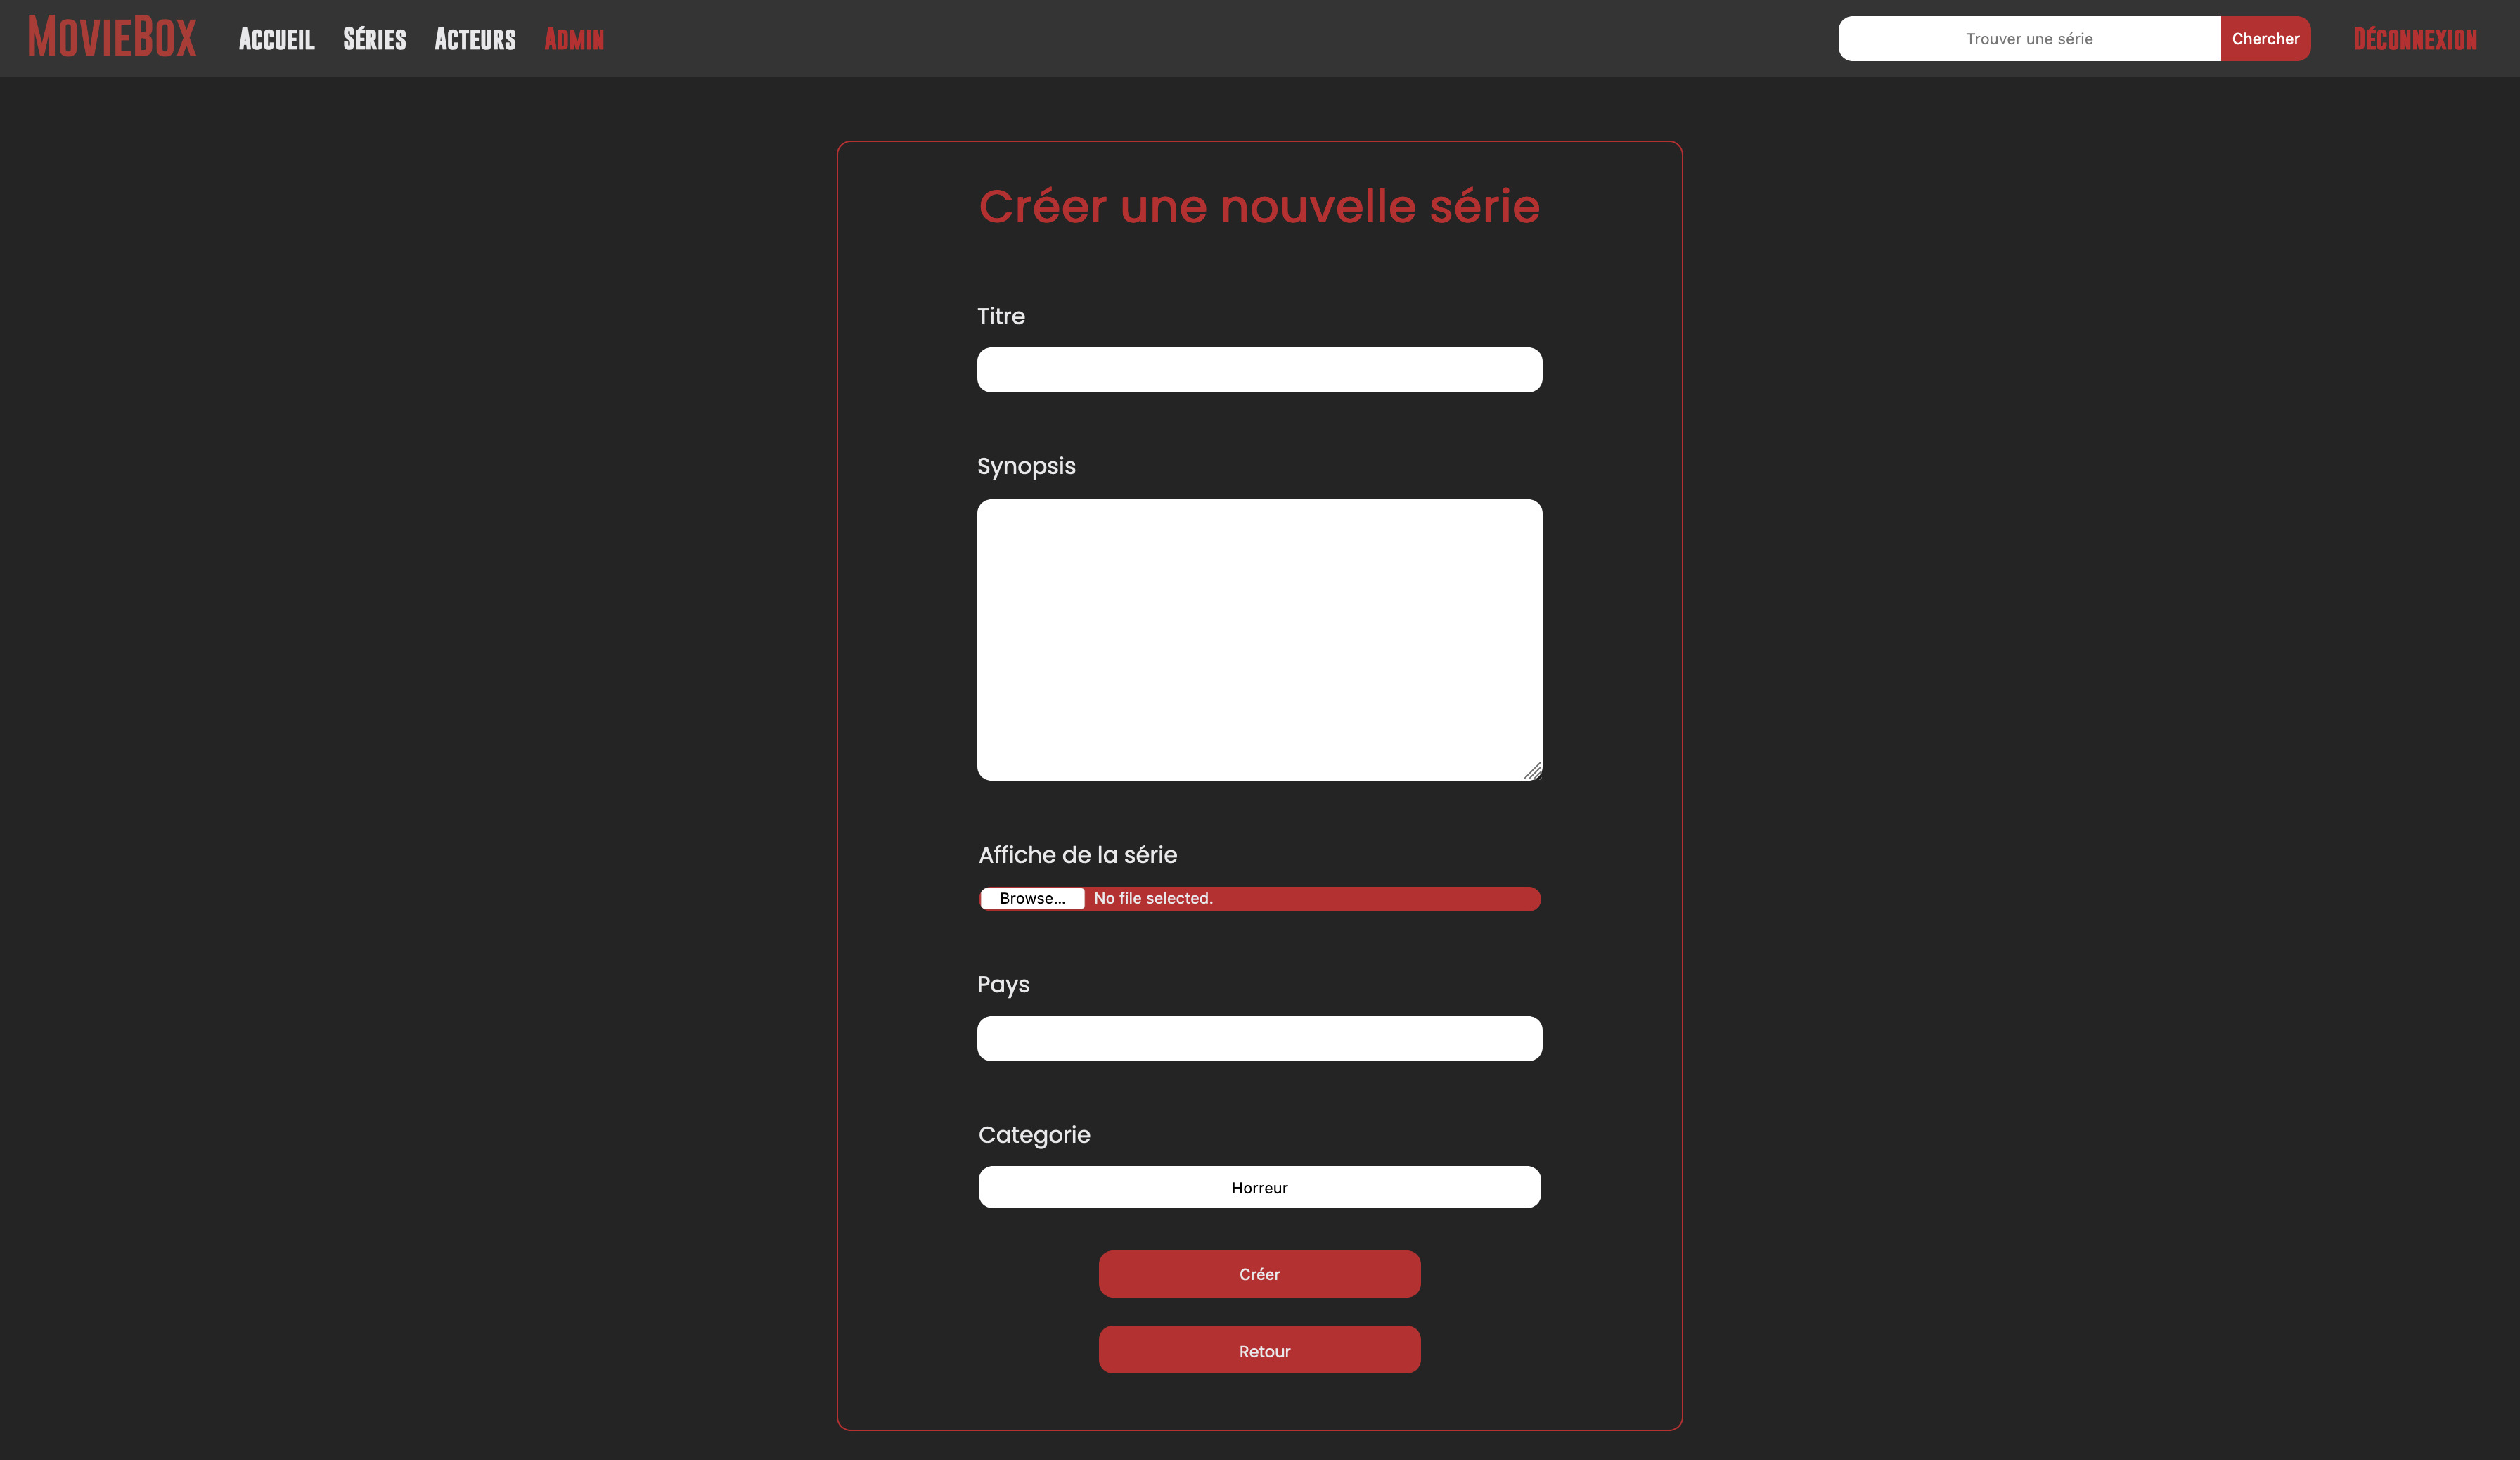 MovieBox
Accueil Séries Acteurs Admin
Trouver une série Chercher Déconnexion
Créer une nouvelle série
Titre
Synopsis
Affiche de la série
Browse... No file selected.
Pays
Categorie
Horreur
Créer
Retour